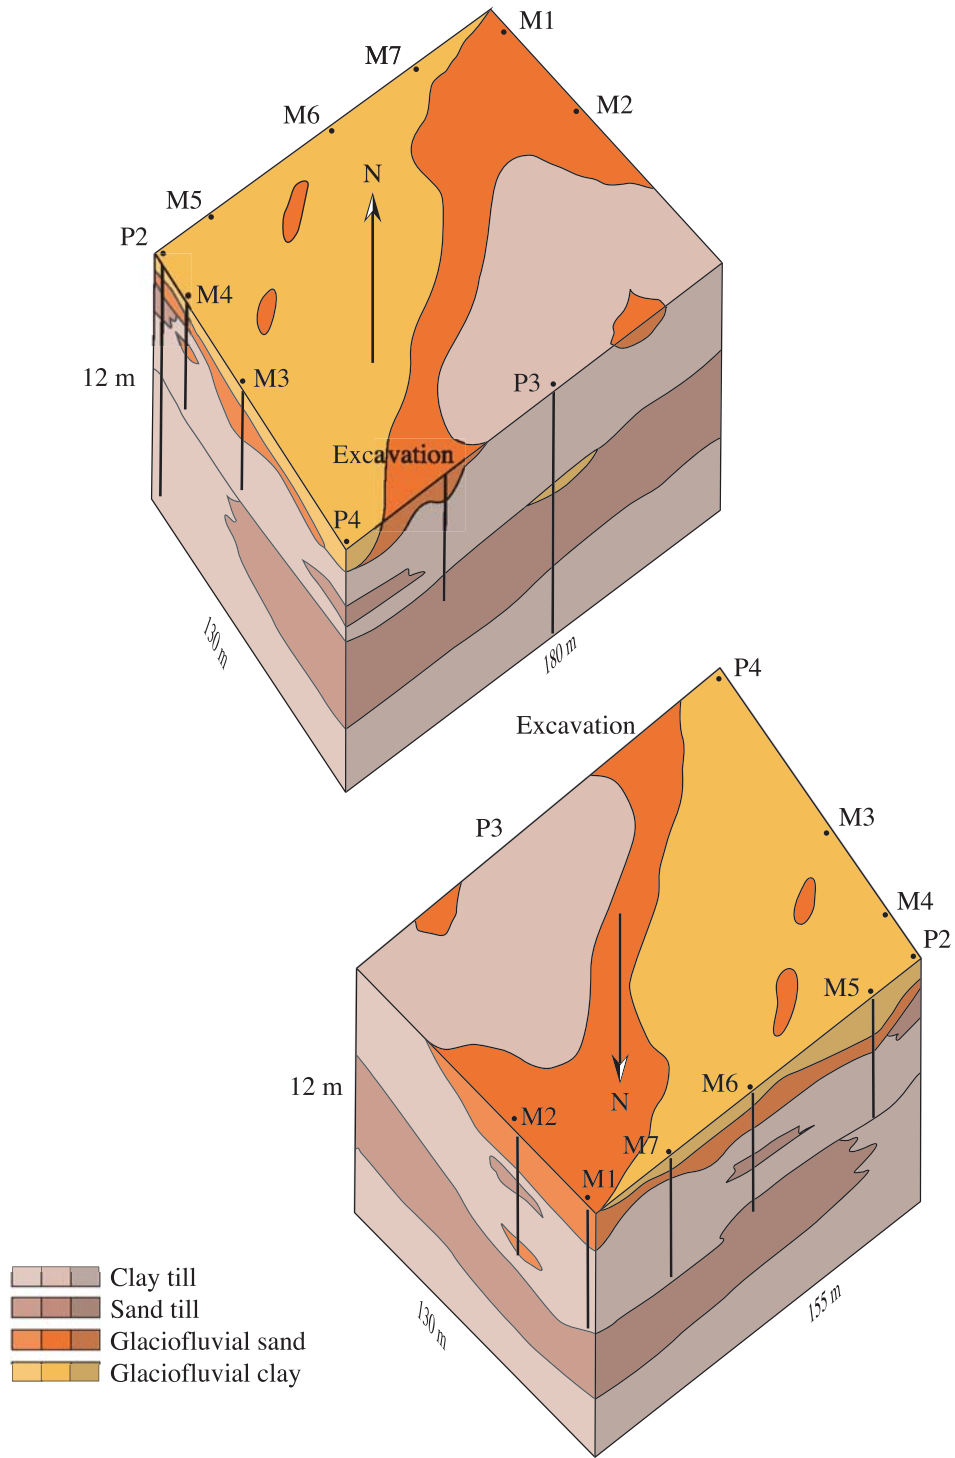 M1
M7
M2
M6
N
M5
P2
M4
12 m
M3
P3
Excavation
P4
130 m
180 m
P4
Excavation
M3
P3
M4
P2
M5
12 m
M6
N
M2
M7
M1
Clay till
155 m
Sand till
130 m
Glaciofluvial sand
Glaciofluvial clay